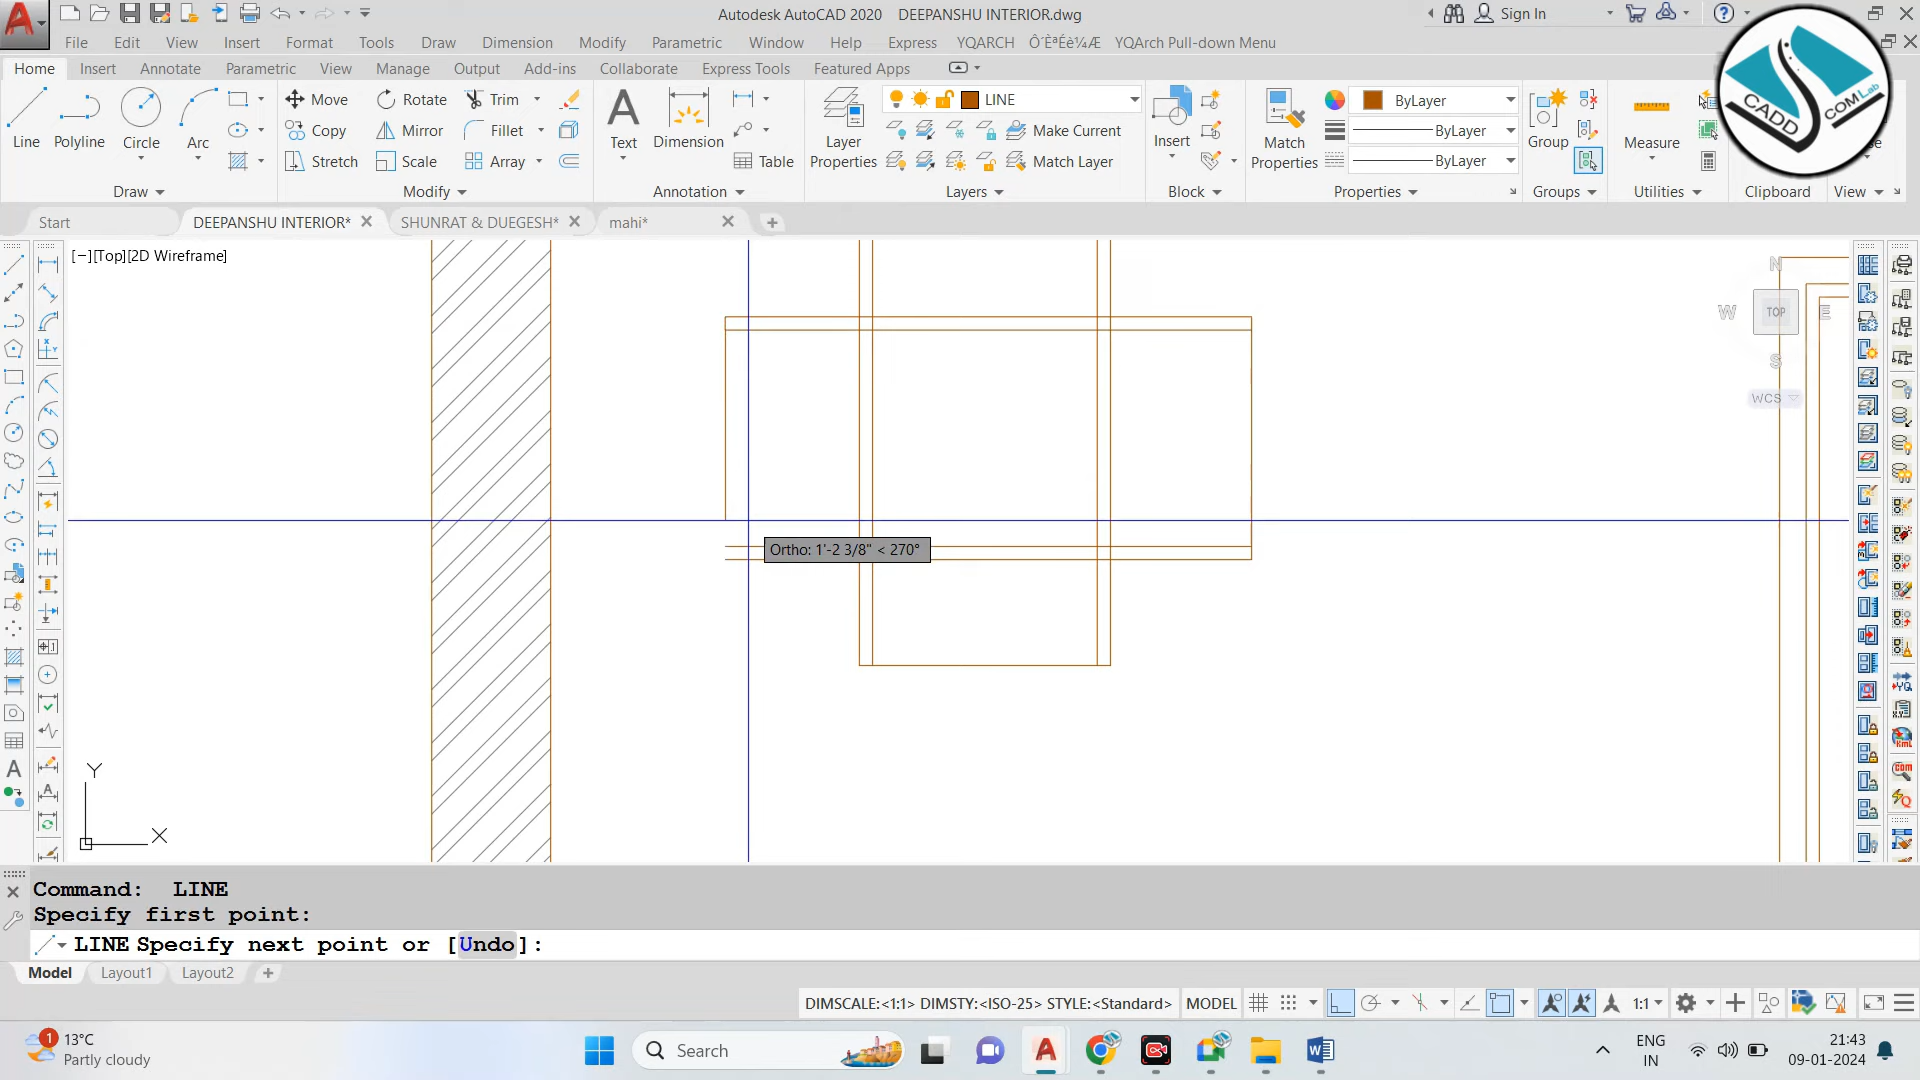 Autodesk AutoCAD 2020 DEEPANSHU INTERIOR.dwg
Sign In
File Edit View Insert Format Tools Draw Dimension Modify Parametric Window Help Express YQARCH Ô´ÈªÉè¼Æ YQArch Pull-down Menu
Home Insert Annotate Parametric View Manage Output Add-ins Collaborate Express Tools Featured Apps
Line Polyline Circle Arc
Move Rotate Trim
Copy Mirror Fillet
Stretch Scale Array
Text Dimension Table
Layer Properties
LINE
Make Current
Match Layer
Insert
Match Properties
ByLayer
ByLayer
ByLayer
Group
Measure
CADD COM Lab
Draw Modify Annotation Layers Block Properties Groups Utilities Clipboard View
Start DEEPANSHU INTERIOR* SHUNRAT & DUEGESH* mahi*
[−][Top][2D Wireframe]
N
W TOP E
S
WCS
Ortho: 1'-2 3/8" < 270°
Y
X
Command: LINE
Specify first point:
LINE Specify next point or [Undo]:
Model Layout1 Layout2
DIMSCALE:<1:1> DIMSTY:<ISO-25> STYLE:<Standard> MODEL 1:1
1
13°C
Partly cloudy
Search
ENG
IN
21:43
09-01-2024